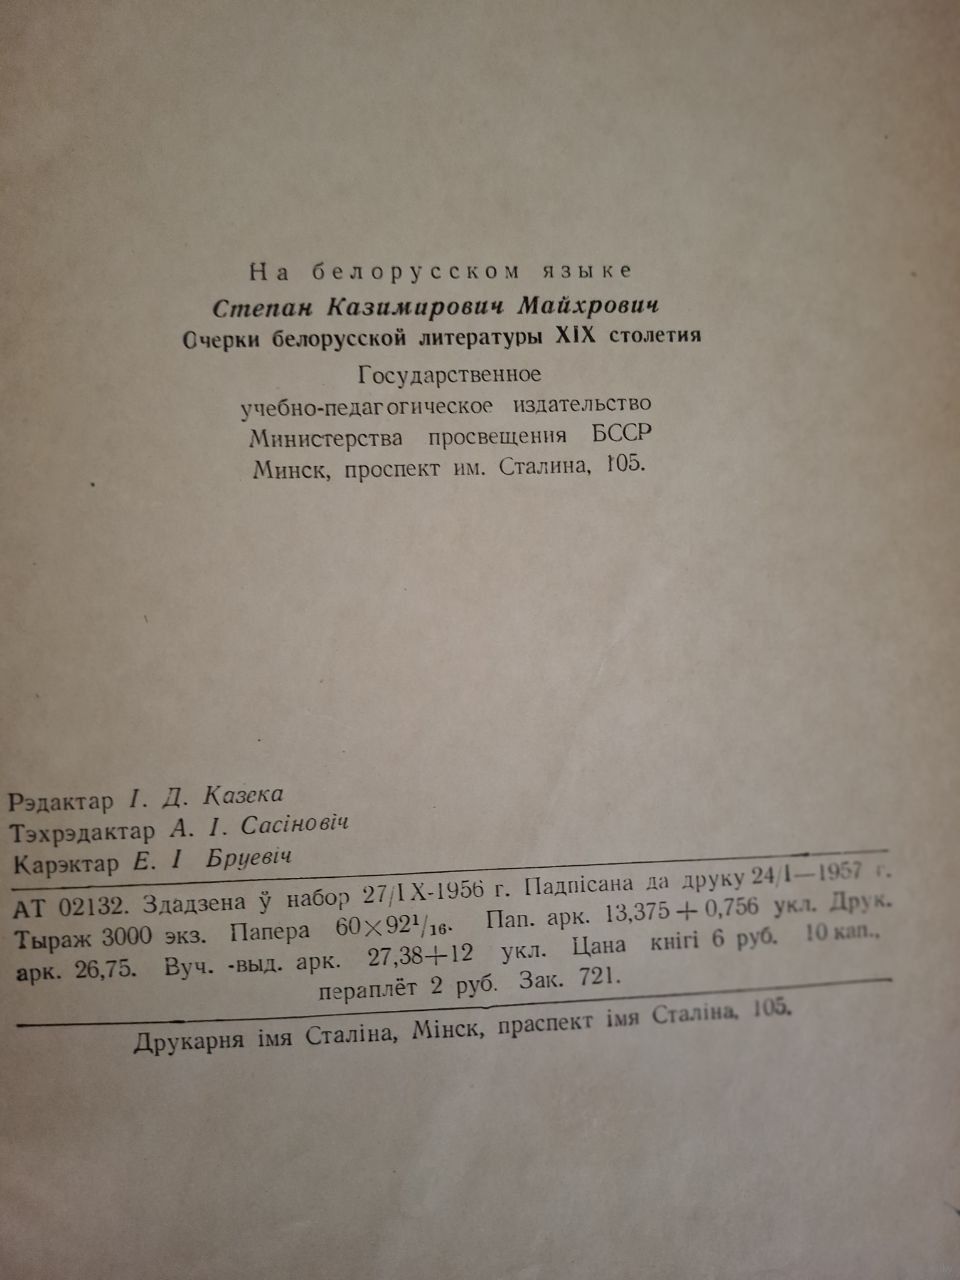 На белорусском языке
Степан Казимирович Майхрович
Очерки белорусской литературы XIX столетия
Государственное
учебно-педагогическое издательство
Министерства просвещения БССР
Минск, проспект им. Сталина, 105.
Рэдактар І. Д. Казека
Тэхрэдактар А. І. Сасіновіч
Карэктар Е. І Бруевіч
АТ 02132. Здадзена ў набор 27/IX-1956 г. Падпісана да друку 24/I—1957 г.
Тыраж 3000 экз. Папера 60×92¹/₁₆. Пап. арк. 13,375+0,756 укл. Друк.
арк. 26,75. Вуч. -выд. арк. 27,38+12 укл. Цана кнігі 6 руб. 10 кап.,
пераплёт 2 руб. Зак. 721.
Друкарня імя Сталіна, Мінск, праспект імя Сталіна, 105.